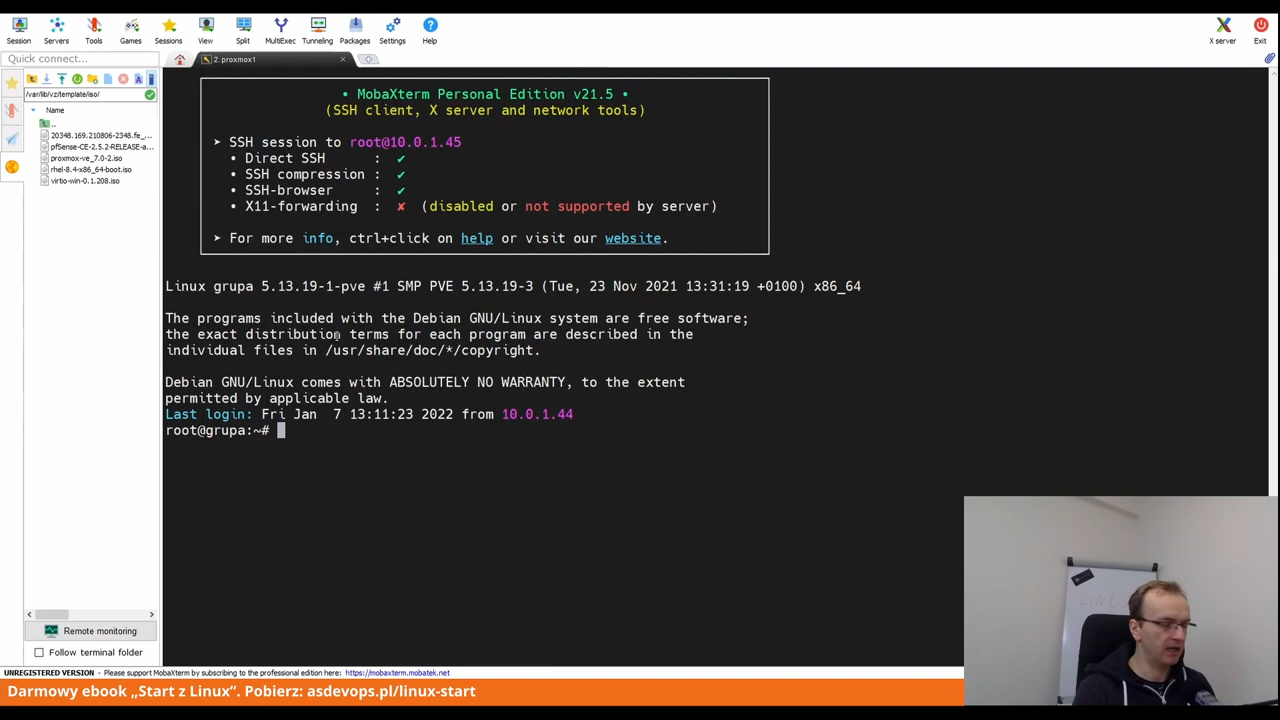 Session
Servers
Tools
Games
Sessions
View
Split
MultiExec
Tunneling
Packages
Settings
Help
X server
Exit
Quick connect...
2. proxmox1
/var/lib/vz/template/iso/
Name
..
20348.169.210806-2348.fe_...
pfSense-CE-2.5.2-RELEASE-a...
proxmox-ve_7.0-2.iso
rhel-8.4-x86_64-boot.iso
virtio-win-0.1.208.iso
• MobaXterm Personal Edition v21.5 •
(SSH client, X server and network tools)
➤ SSH session to root@10.0.1.45
• Direct SSH : ✔
• SSH compression : ✔
• SSH-browser : ✔
• X11-forwarding : ✘ (disabled or not supported by server)
➤ For more info, ctrl+click on help or visit our website.
Linux grupa 5.13.19-1-pve #1 SMP PVE 5.13.19-3 (Tue, 23 Nov 2021 13:31:19 +0100) x86_64
The programs included with the Debian GNU/Linux system are free software;
the exact distribution terms for each program are described in the
individual files in /usr/share/doc/*/copyright.
Debian GNU/Linux comes with ABSOLUTELY NO WARRANTY, to the extent
permitted by applicable law.
Last login: Fri Jan 7 13:11:23 2022 from 10.0.1.44
root@grupa:~#
Remote monitoring
Follow terminal folder
UNREGISTERED VERSION - Please support MobaXterm by subscribing to the professional edition here: https://mobaxterm.mobatek.net
Darmowy ebook „Start z Linux”. Pobierz: asdevops.pl/linux-start